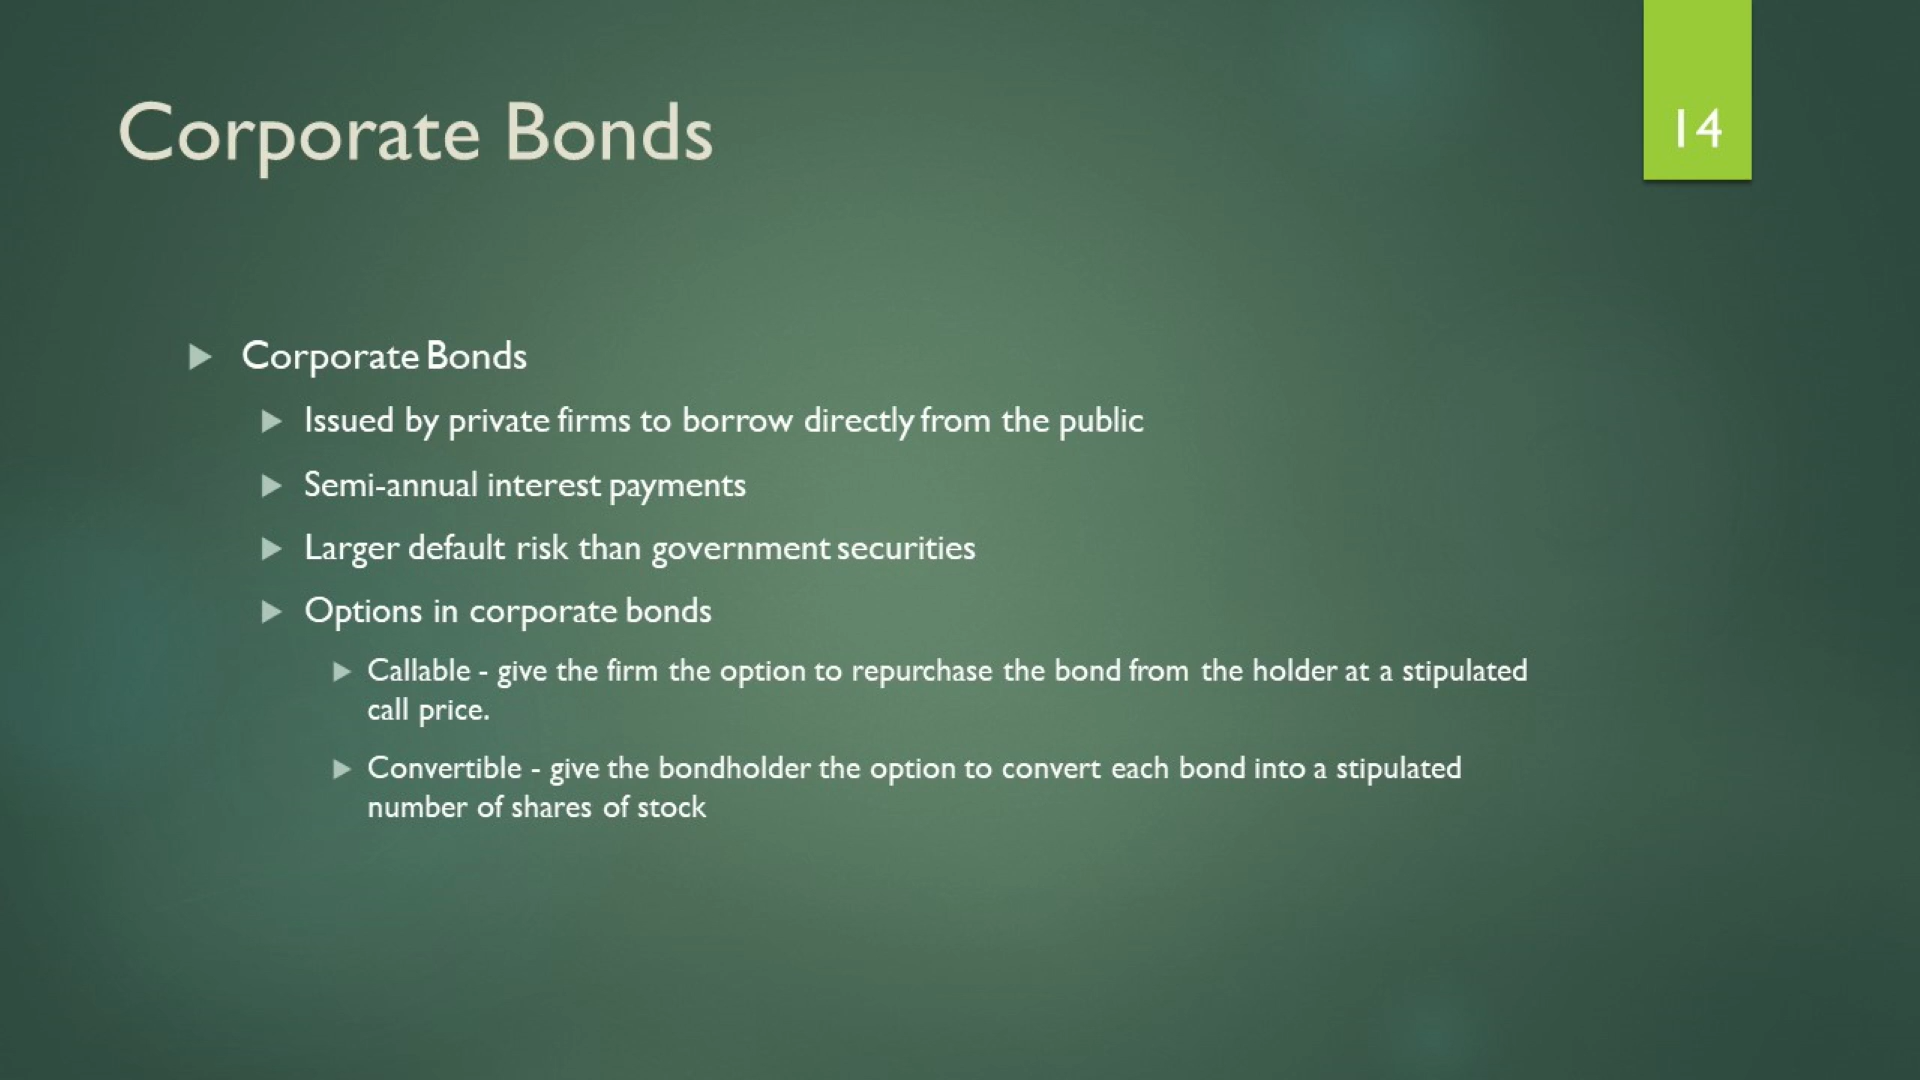 Corporate Bonds
14
Corporate Bonds
Issued by private firms to borrow directly from the public
Semi-annual interest payments
Larger default risk than government securities
Options in corporate bonds
Callable - give the firm the option to repurchase the bond from the holder at a stipulated
call price.
Convertible - give the bondholder the option to convert each bond into a stipulated
number of shares of stock